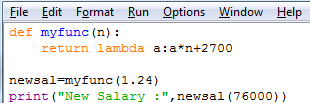 File Edit Format Run Options Window Help
def myfunc(n):
    return lambda a:a*n+2700

newsal=myfunc(1.24)
print("New Salary :",newsal(76000))